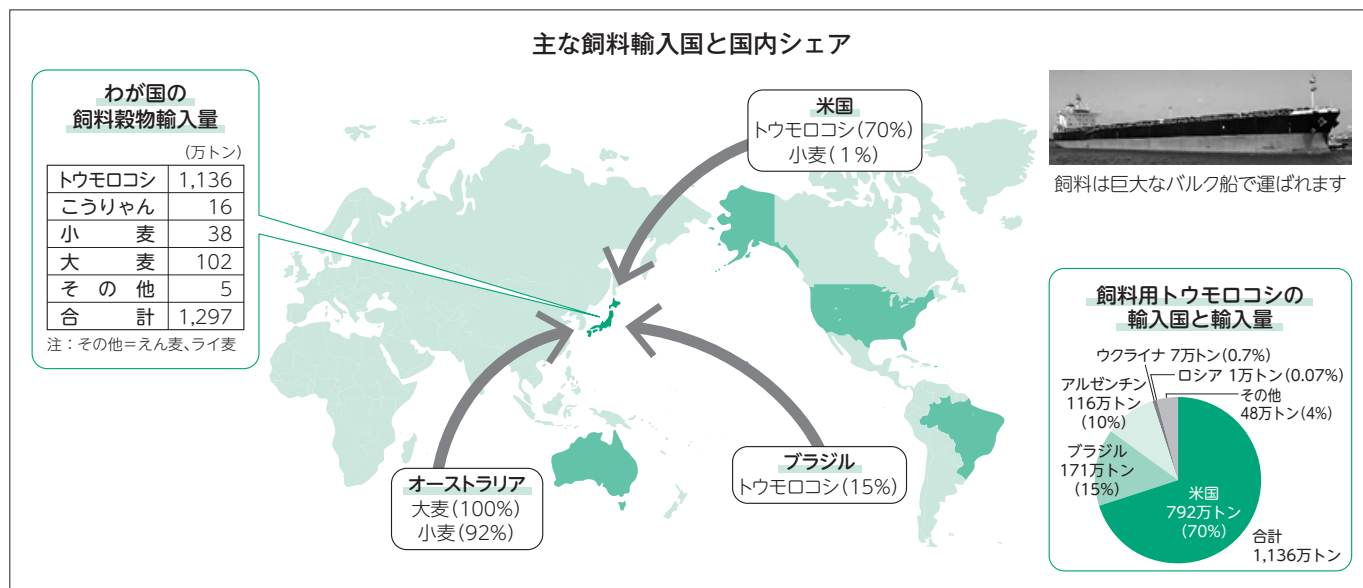 主な飼料輸入国と国内シェア
わが国の
飼料穀物輸入量
(万トン)
トウモロコシ 1,136
こうりゃん 16
小麦 38
大麦 102
その他 5
合計 1,297
注：その他＝えん麦、ライ麦
米国
トウモロコシ(70%)
小麦(1%)
オーストラリア
大麦(100%)
小麦(92%)
ブラジル
トウモロコシ(15%)
飼料は巨大なバルク船で運ばれます
飼料用トウモロコシの
輸入国と輸入量
ウクライナ 7万トン(0.7%)
ロシア 1万トン(0.07%)
その他
48万トン(4%)
アルゼンチン
116万トン
(10%)
ブラジル
171万トン
(15%)
米国
792万トン
(70%)
合計
1,136万トン